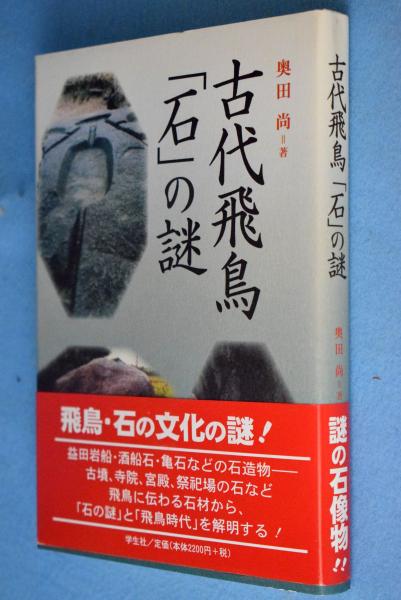 古代飛鳥
「石」の謎
奥田 尚=著
飛鳥・石の文化の謎！
益田岩船・酒船石・亀石などの石造物──
古墳、寺院、宮殿、祭祀場の石など
飛鳥に伝わる石材から、
「石の謎」と「飛鳥時代」を解明する！
学生社／定価(本体2200円+税)
古代飛鳥「石」の謎
奥田 尚=著
謎の石像物!!